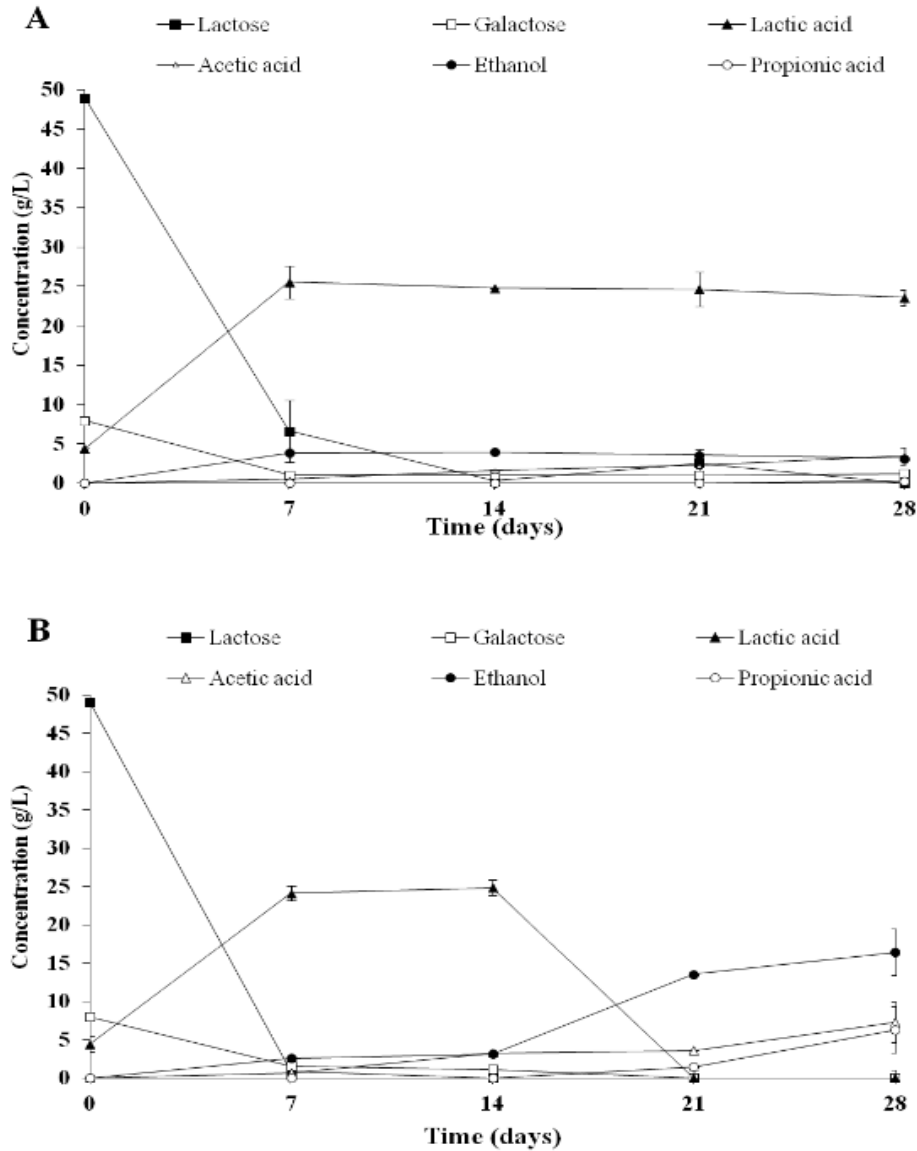 A
Lactose Galactose Lactic acid
Acetic acid Ethanol Propionic acid
50
45
40
35
30
25
20
15
10
5
0
Concentration (g/L)
0 7 14 21 28
Time (days)
B
Lactose Galactose Lactic acid
Acetic acid Ethanol Propionic acid
50
45
40
35
30
25
20
15
10
5
0
Concentration (g/L)
0 7 14 21 28
Time (days)